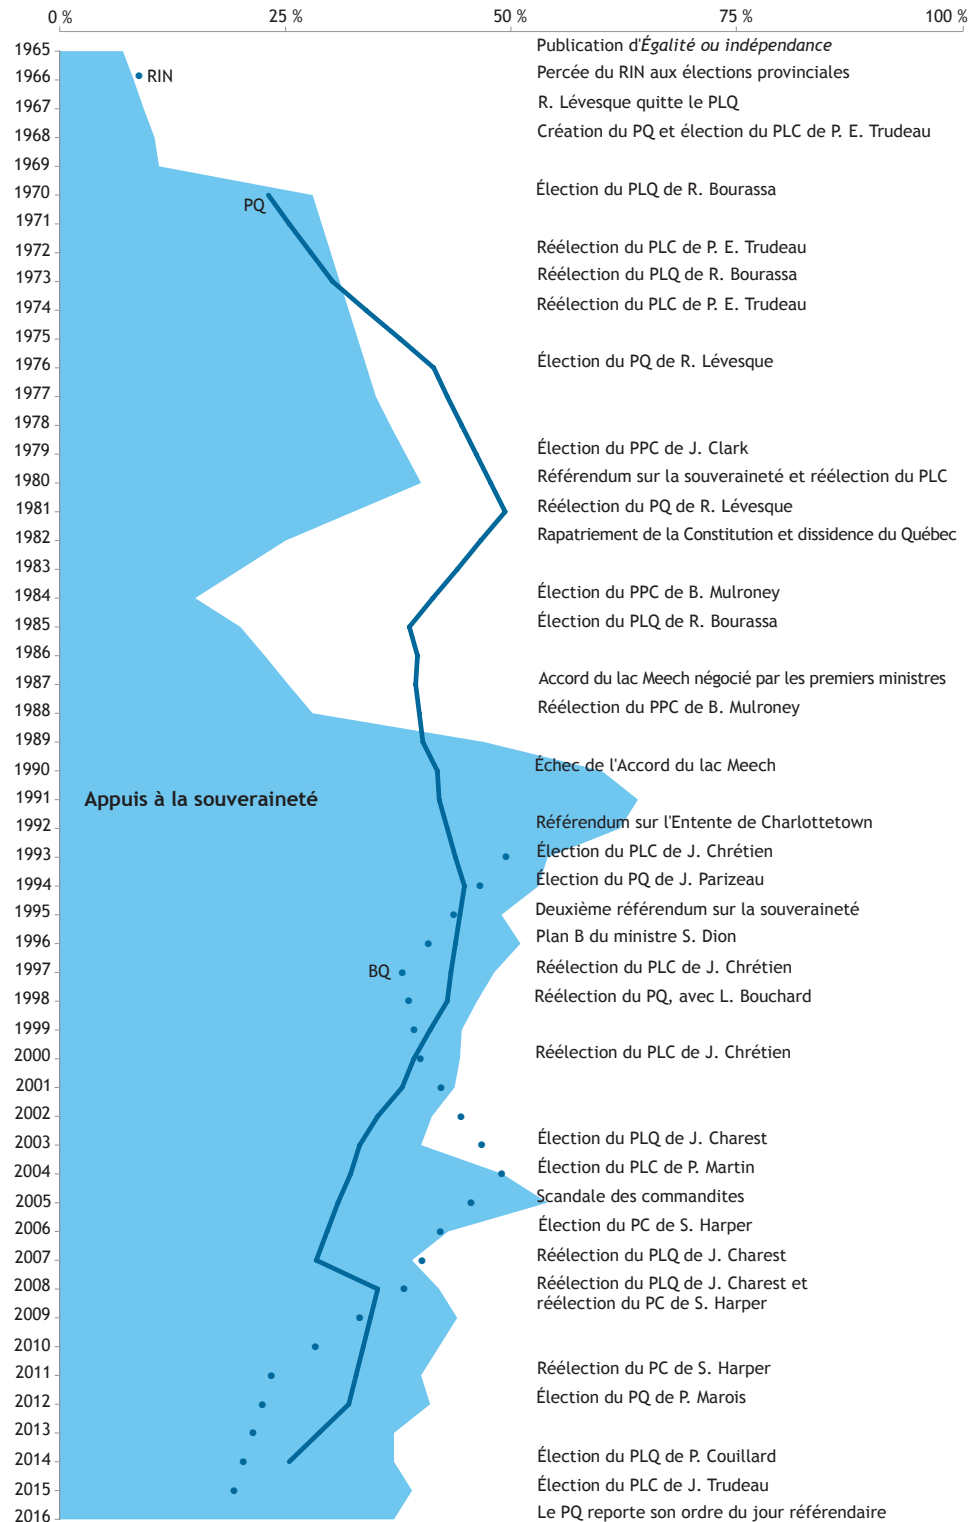 0 % 25 % 50 % 75 % 100 %
1965 Publication d'Égalité ou indépendance
1966 RIN Percée du RIN aux élections provinciales
1967 R. Lévesque quitte le PLQ
1968 Création du PQ et élection du PLC de P. E. Trudeau
1969
1970 Élection du PLQ de R. Bourassa
PQ
1971
1972 Réélection du PLC de P. E. Trudeau
1973 Réélection du PLQ de R. Bourassa
1974 Réélection du PLC de P. E. Trudeau
1975
1976 Élection du PQ de R. Lévesque
1977
1978
1979 Élection du PPC de J. Clark
1980 Référendum sur la souveraineté et réélection du PLC
1981 Réélection du PQ de R. Lévesque
1982 Rapatriement de la Constitution et dissidence du Québec
1983
1984 Élection du PPC de B. Mulroney
1985 Élection du PLQ de R. Bourassa
1986
1987 Accord du lac Meech négocié par les premiers ministres
1988 Réélection du PPC de B. Mulroney
1989
1990 Échec de l'Accord du lac Meech
1991 Appuis à la souveraineté
1992 Référendum sur l'Entente de Charlottetown
1993 Élection du PLC de J. Chrétien
1994 Élection du PQ de J. Parizeau
1995 Deuxième référendum sur la souveraineté
1996 Plan B du ministre S. Dion
1997 BQ Réélection du PLC de J. Chrétien
1998 Réélection du PQ, avec L. Bouchard
1999
2000 Réélection du PLC de J. Chrétien
2001
2002
2003 Élection du PLQ de J. Charest
2004 Élection du PLC de P. Martin
2005 Scandale des commandites
2006 Élection du PC de S. Harper
2007 Réélection du PLQ de J. Charest
2008 Réélection du PLQ de J. Charest et
réélection du PC de S. Harper
2009
2010
2011 Réélection du PC de S. Harper
2012 Élection du PQ de P. Marois
2013
2014 Élection du PLQ de P. Couillard
2015 Élection du PLC de J. Trudeau
2016 Le PQ reporte son ordre du jour référendaire